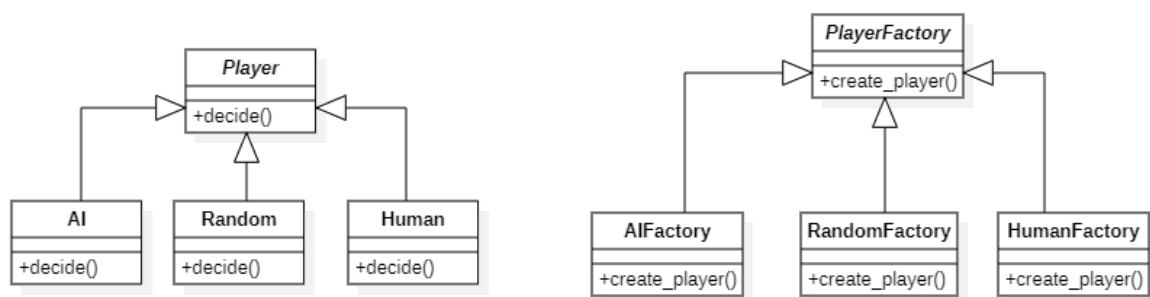 Player
+decide()
AI
+decide()
Random
+decide()
Human
+decide()
PlayerFactory
+create_player()
AIFactory
+create_player()
RandomFactory
+create_player()
HumanFactory
+create_player()